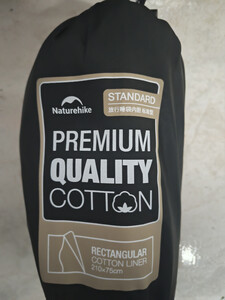 Naturehike
STANDARD
PREMIUM
QUALITY
COTTON
RECTANGULAR
COTTON LINER
210x75cm